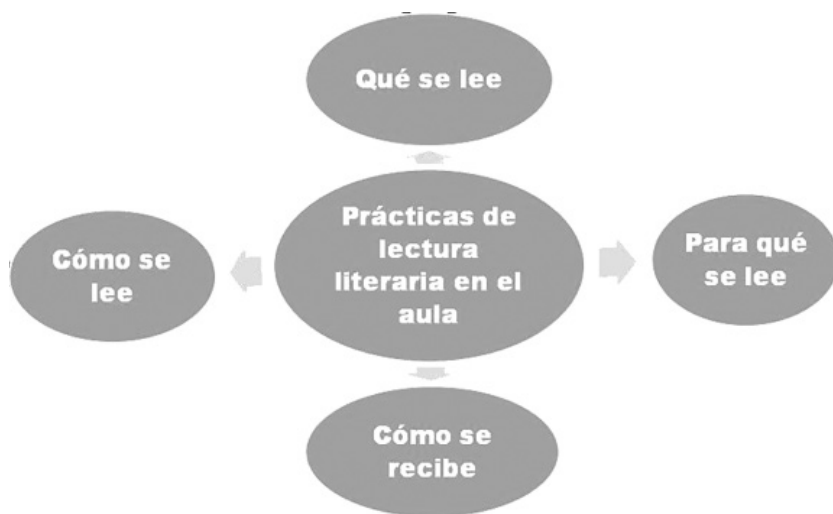 Qué se lee
Prácticas de
lectura
literaria en el
aula
Cómo se
lee
Para qué
se lee
Cómo se
recibe